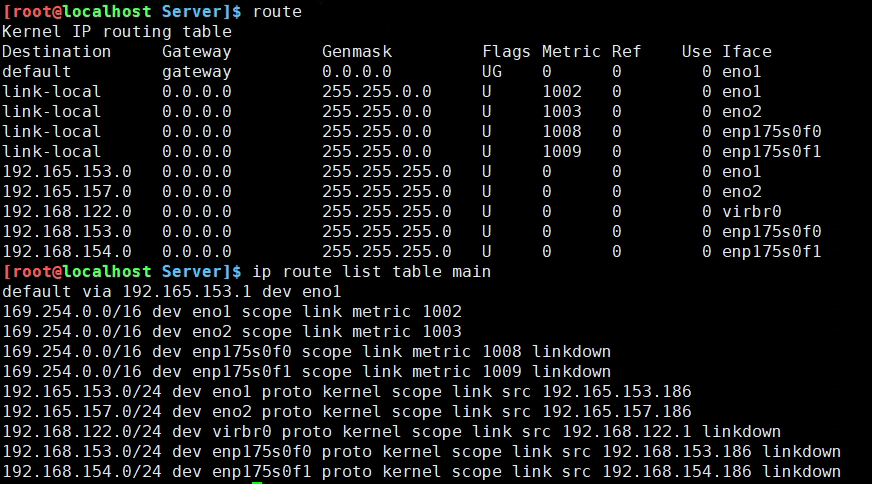 [root@localhost Server]$ route
Kernel IP routing table
Destination     Gateway         Genmask         Flags Metric Ref    Use Iface
default         gateway         0.0.0.0         UG    0      0        0 eno1
link-local      0.0.0.0         255.255.0.0     U     1002   0        0 eno1
link-local      0.0.0.0         255.255.0.0     U     1003   0        0 eno2
link-local      0.0.0.0         255.255.0.0     U     1008   0        0 enp175s0f0
link-local      0.0.0.0         255.255.0.0     U     1009   0        0 enp175s0f1
192.165.153.0   0.0.0.0         255.255.255.0   U     0      0        0 eno1
192.165.157.0   0.0.0.0         255.255.255.0   U     0      0        0 eno2
192.168.122.0   0.0.0.0         255.255.255.0   U     0      0        0 virbr0
192.168.153.0   0.0.0.0         255.255.255.0   U     0      0        0 enp175s0f0
192.168.154.0   0.0.0.0         255.255.255.0   U     0      0        0 enp175s0f1
[root@localhost Server]$ ip route list table main
default via 192.165.153.1 dev eno1
169.254.0.0/16 dev eno1 scope link metric 1002
169.254.0.0/16 dev eno2 scope link metric 1003
169.254.0.0/16 dev enp175s0f0 scope link metric 1008 linkdown
169.254.0.0/16 dev enp175s0f1 scope link metric 1009 linkdown
192.165.153.0/24 dev eno1 proto kernel scope link src 192.165.153.186
192.165.157.0/24 dev eno2 proto kernel scope link src 192.165.157.186
192.168.122.0/24 dev virbr0 proto kernel scope link src 192.168.122.1 linkdown
192.168.153.0/24 dev enp175s0f0 proto kernel scope link src 192.168.153.186 linkdown
192.168.154.0/24 dev enp175s0f1 proto kernel scope link src 192.168.154.186 linkdown